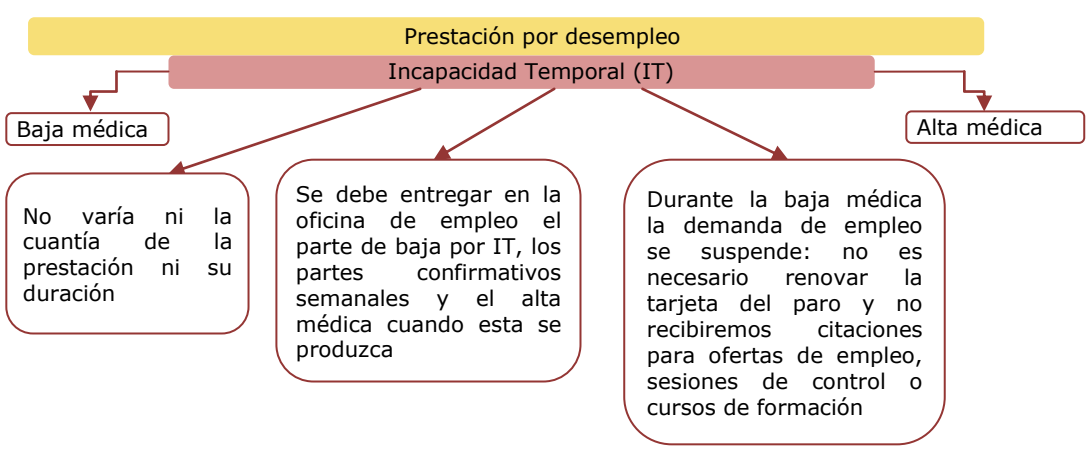 Prestación por desempleo
Incapacidad Temporal (IT)
Baja médica
Alta médica
No varía ni la
cuantía de la
prestación ni su
duración
Se debe entregar en la
oficina de empleo el
parte de baja por IT, los
partes confirmativos
semanales y el alta
médica cuando esta se
produzca
Durante la baja médica
la demanda de empleo
se suspende: no es
necesario renovar la
tarjeta del paro y no
recibiremos citaciones
para ofertas de empleo,
sesiones de control o
cursos de formación